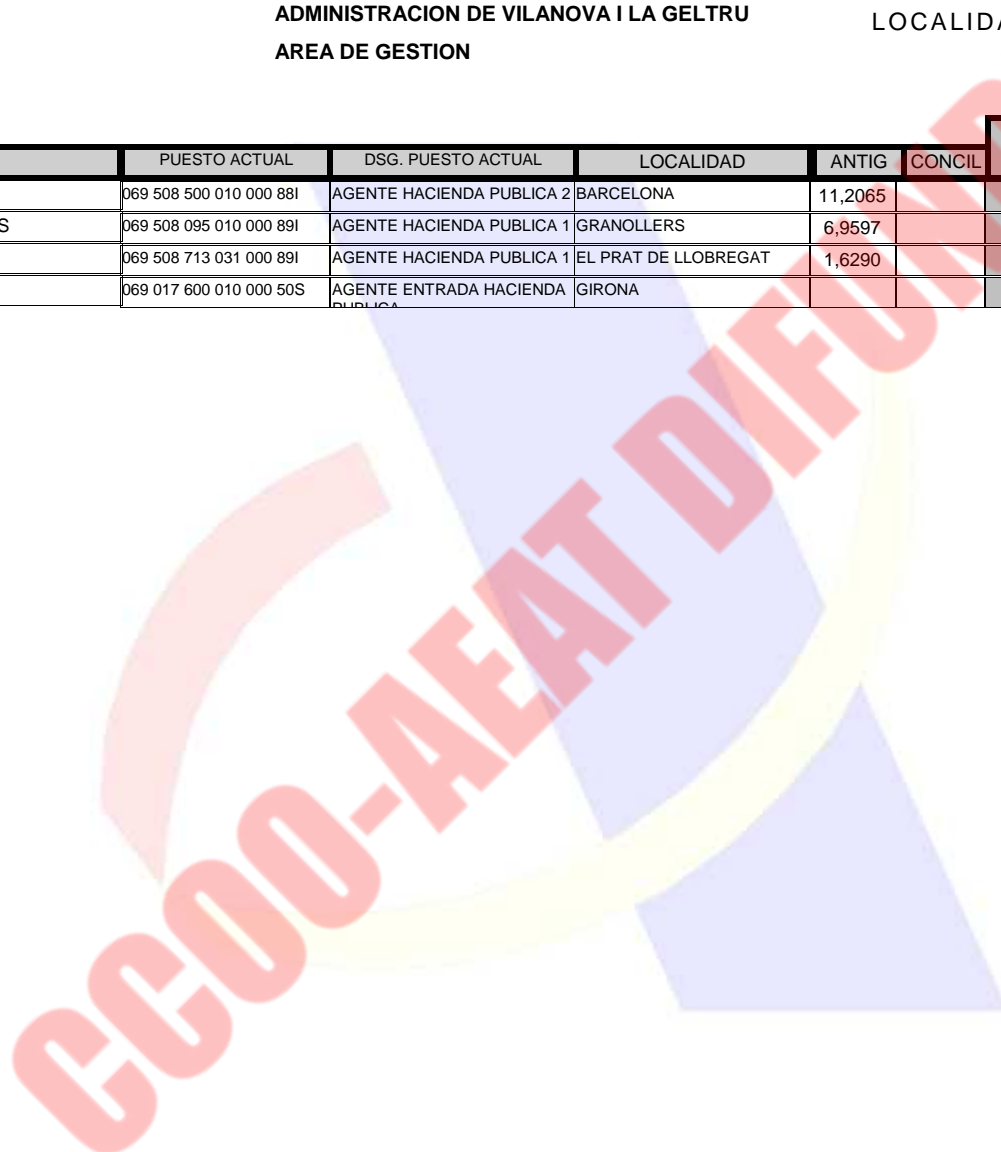 ADMINISTRACION DE VILANOVA I LA GELTRU
LOCALIDA
AREA DE GESTION
PUESTO ACTUAL DSG. PUESTO ACTUAL LOCALIDAD ANTIG CONCIL
069 508 500 010 000 88I AGENTE HACIENDA PUBLICA 2 BARCELONA 11,2065
S 069 508 095 010 000 89I AGENTE HACIENDA PUBLICA 1 GRANOLLERS 6,9597
069 508 713 031 000 89I AGENTE HACIENDA PUBLICA 1 EL PRAT DE LLOBREGAT 1,6290
069 017 600 010 000 50S AGENTE ENTRADA HACIENDA GIRONA
PUBLICA
CCOO-AEAT DIFUND